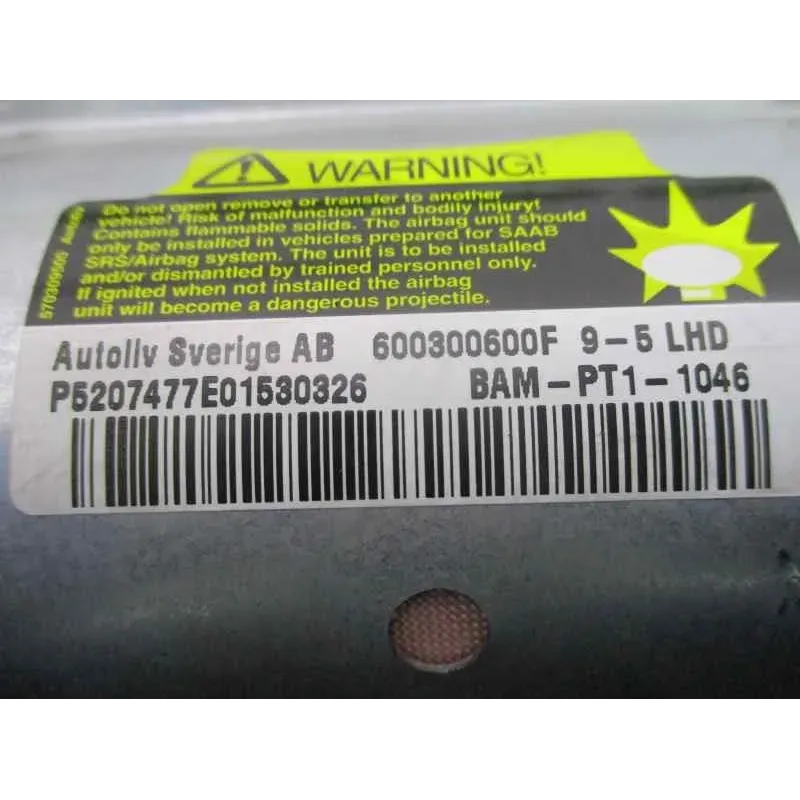 WARNING!
Do not open remove or transfer to another
vehicle! Risk of malfunction and bodily injury!
Contains flammable solids. The airbag unit should
only be installed in vehicles prepared for SAAB
SRS/Airbag system. The unit is to be installed
and/or dismantled by trained personnel only.
If ignited when not installed the airbag
unit will become a dangerous projectile.
570300500 Autoliv
Autoliv Sverige AB 600300600F 9-5 LHD
P5207477E01530326 BAM-PT1-1046